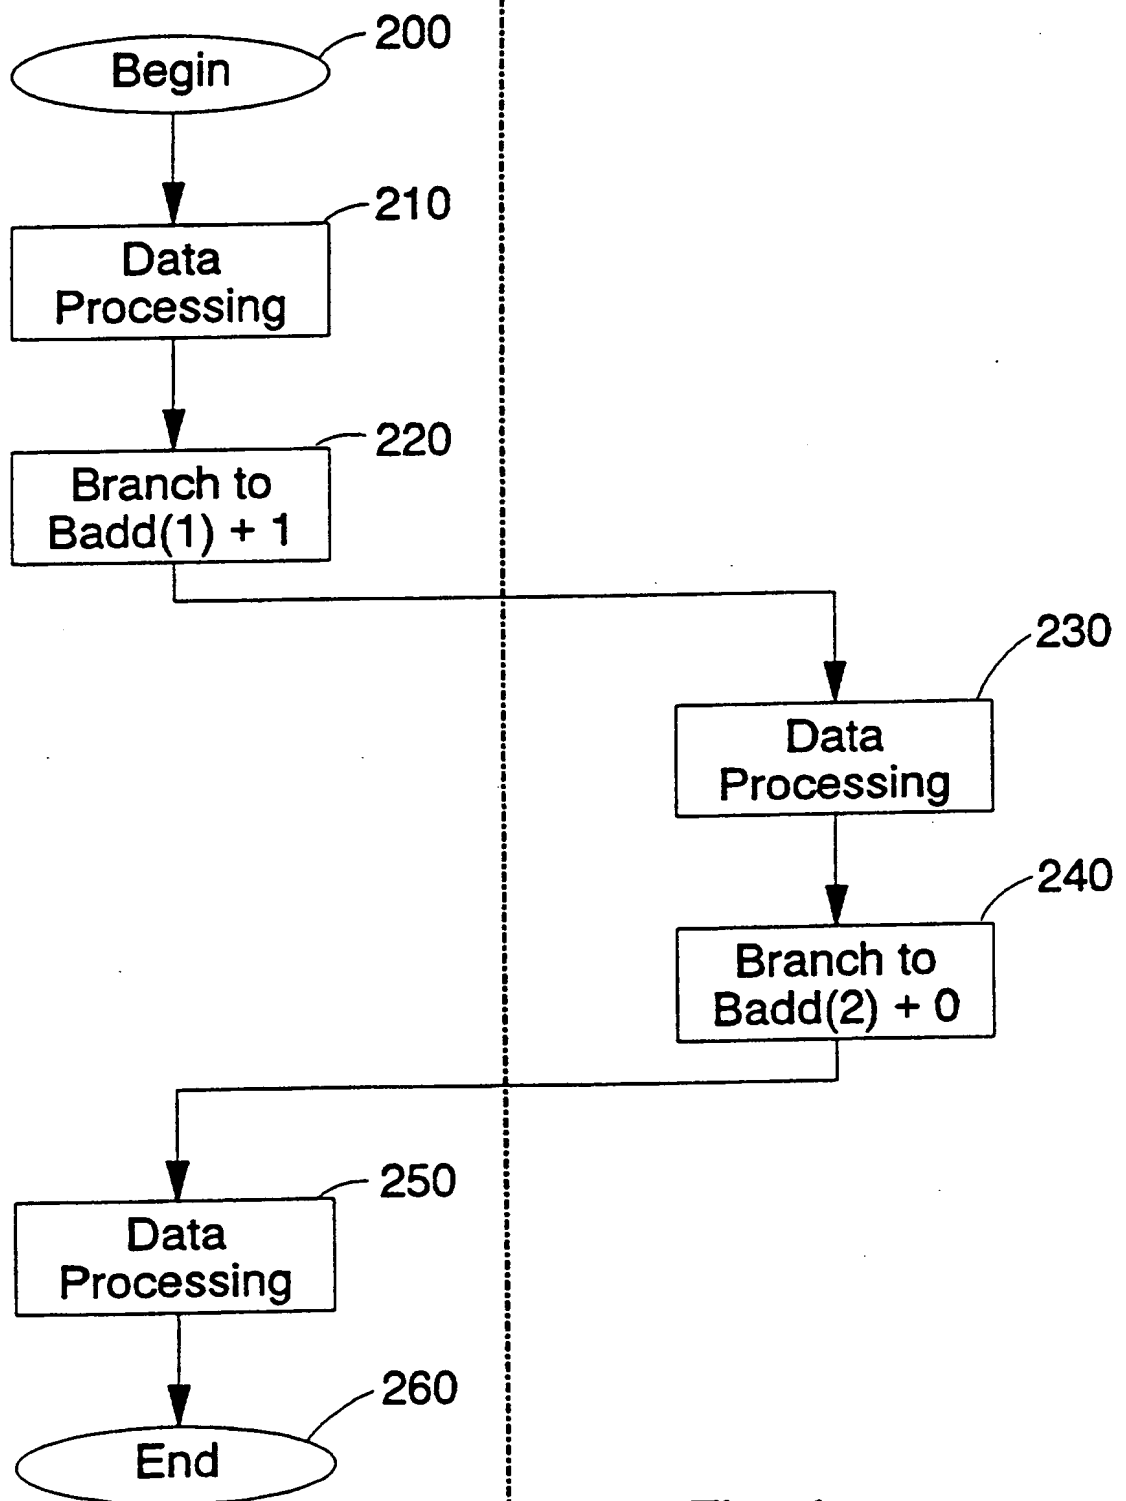 200
Begin
210
Data
Processing
220
Branch to
Badd(1) + 1
230
Data
Processing
240
Branch to
Badd(2) + 0
250
Data
Processing
260
End